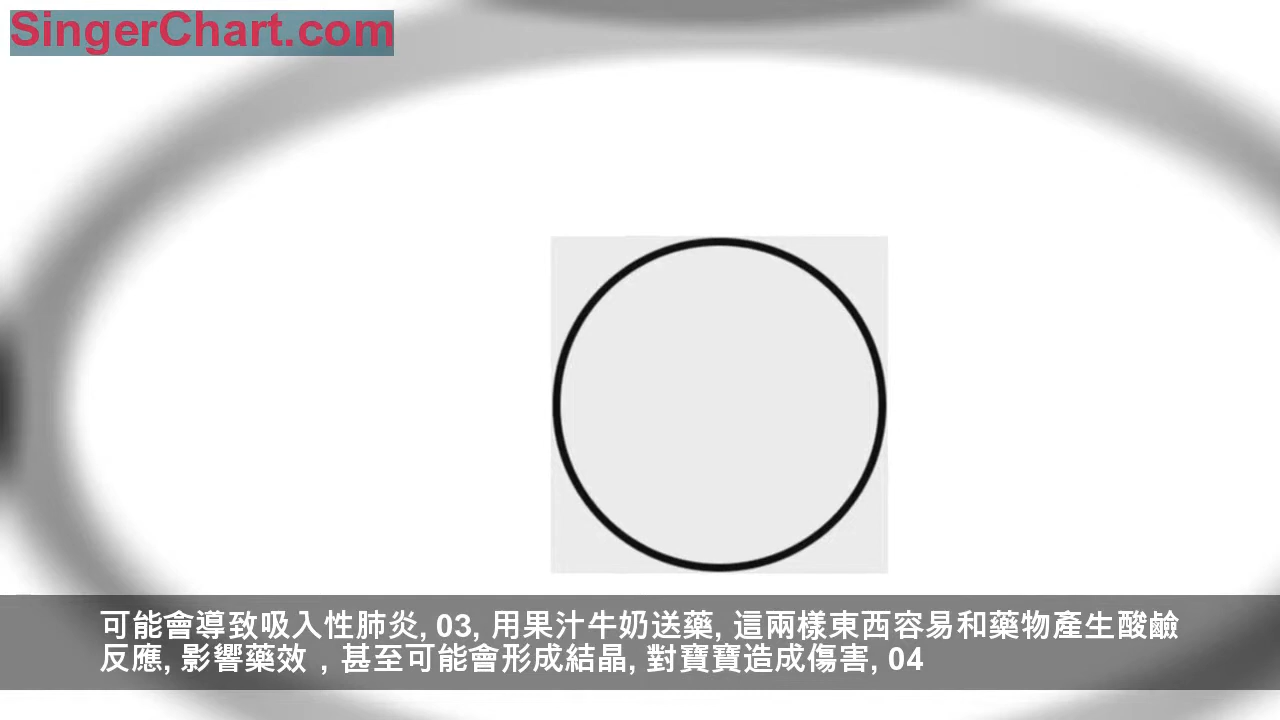 SingerChart.com
可能會導致吸入性肺炎, 03, 用果汁牛奶送藥, 這兩樣東西容易和藥物產生酸鹼
反應, 影響藥效，甚至可能會形成結晶, 對寶寶造成傷害, 04